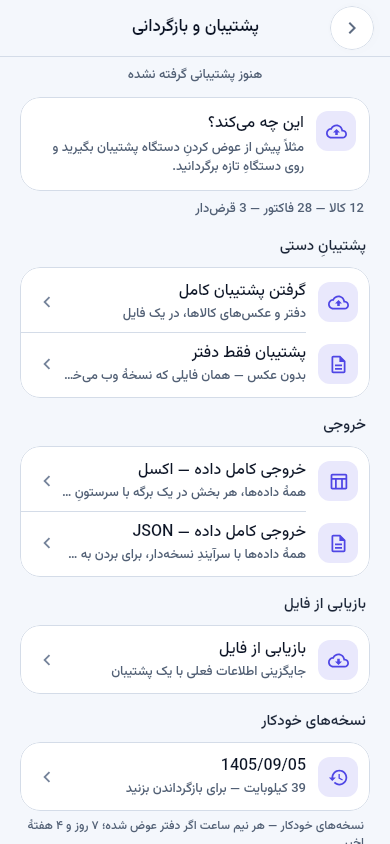 پشتیبان و بازگردانی
هنوز پشتیبانی گرفته نشده
این چه می‌کند؟
مثلاً پیش از عوض کردنِ دستگاه پشتیبان بگیرید و
روی دستگاهِ تازه برگردانید.
12 کالا — 28 فاکتور — 3 قرض‌دار
پشتیبانِ دستی
گرفتن پشتیبان کامل
دفتر و عکس‌های کالاها، در یک فایل
پشتیبان فقط دفتر
بدون عکس — همان فایلی که نسخهٔ وب می‌خ...
خروجی
خروجی کامل داده — اکسل
همهٔ داده‌ها، هر بخش در یک برگه با سرستونِ ...
خروجی کامل داده — JSON
همهٔ داده‌ها با سرآیندِ نسخه‌دار، برای بردن به ...
بازیابی از فایل
بازیابی از فایل
جایگزینی اطلاعات فعلی با یک پشتیبان
نسخه‌های خودکار
1405/09/05
39 کیلوبایت — برای بازگرداندن بزنید
نسخه‌های خودکار — هر نیم ساعت اگر دفتر عوض شده؛ ۷ روز و ۴ هفتهٔ